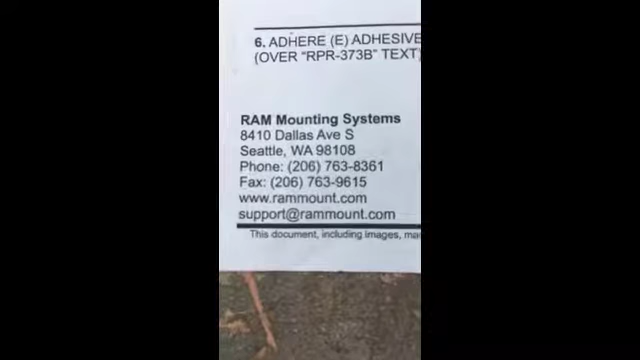 6. ADHERE (E) ADHESIVE
(OVER "RPR-373B" TEXT)
RAM Mounting Systems
8410 Dallas Ave S
Seattle, WA 98108
Phone: (206) 763-8361
Fax: (206) 763-9615
www.rammount.com
support@rammount.com
This document, including images, may